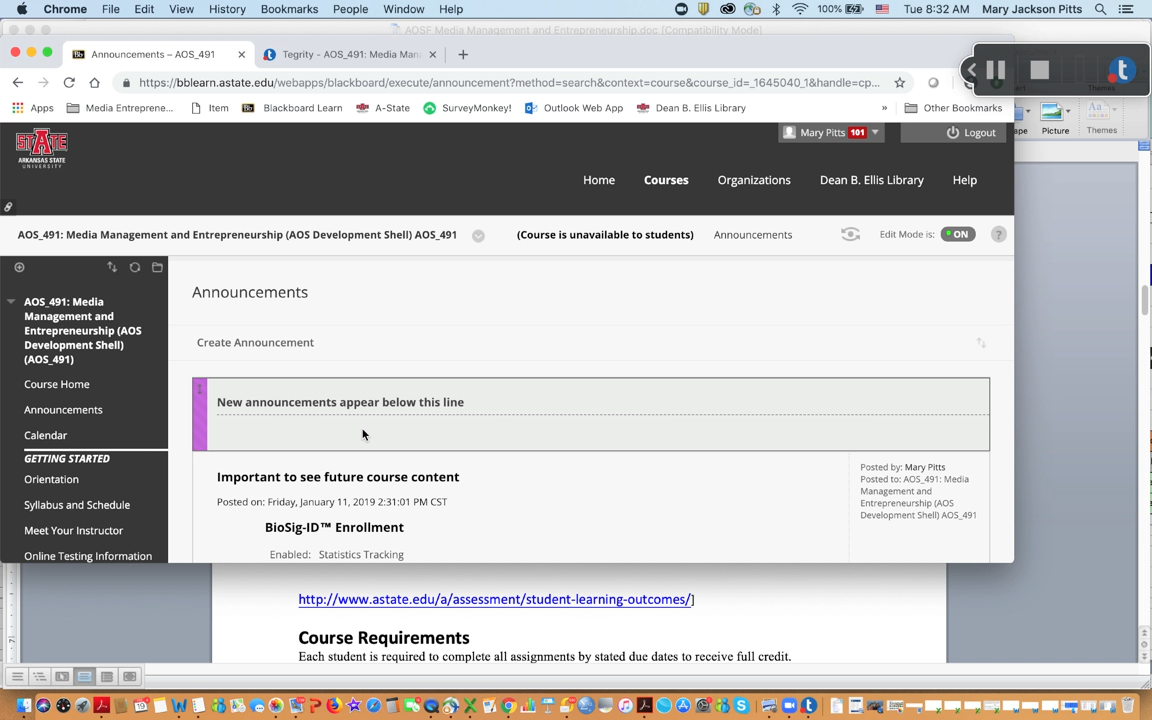 Chrome File Edit View History Bookmarks People Window Help 100% Tue 8:32 AM Mary Jackson Pitts
AOSF Media Management and Entrepreneurship.doc [Compatibility Mode]
Bb Announcements – AOS_491 Tegrity - AOS_491: Media Man
https://bblearn.astate.edu/webapps/blackboard/execute/announcement?method=search&context=course&course_id=_1645040_1&handle=cp...
Apps Media Entreprene... Item Blackboard Learn A-State SurveyMonkey! Outlook Web App Dean B. Ellis Library » Other Bookmarks
ape Picture Themes
Themes
STATE
ARKANSAS STATE
UNIVERSITY
Mary Pitts 101 Logout
Home Courses Organizations Dean B. Ellis Library Help
AOS_491: Media Management and Entrepreneurship (AOS Development Shell) AOS_491 (Course is unavailable to students) Announcements Edit Mode is: ON ?
AOS_491: Media
Management and
Entrepreneurship (AOS
Development Shell)
(AOS_491)
Course Home
Announcements
Calendar
GETTING STARTED
Orientation
Syllabus and Schedule
Meet Your Instructor
Online Testing Information
Announcements
Create Announcement
New announcements appear below this line
Important to see future course content
Posted on: Friday, January 11, 2019 2:31:01 PM CST
BioSig-ID™ Enrollment
Enabled: Statistics Tracking
Posted by: Mary Pitts
Posted to: AOS_491: Media
Management and
Entrepreneurship (AOS
Development Shell) AOS_491
http://www.astate.edu/a/assessment/student-learning-outcomes/]
Course Requirements
Each student is required to complete all assignments by stated due dates to receive full credit.